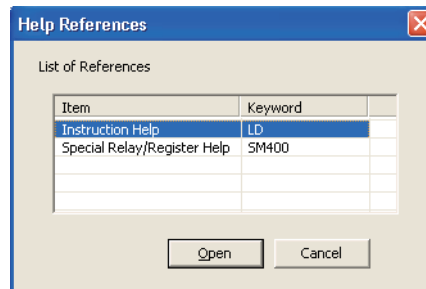 Help References
List of References
Item Keyword
Instruction Help LD
Special Relay/Register Help SM400
Open Cancel